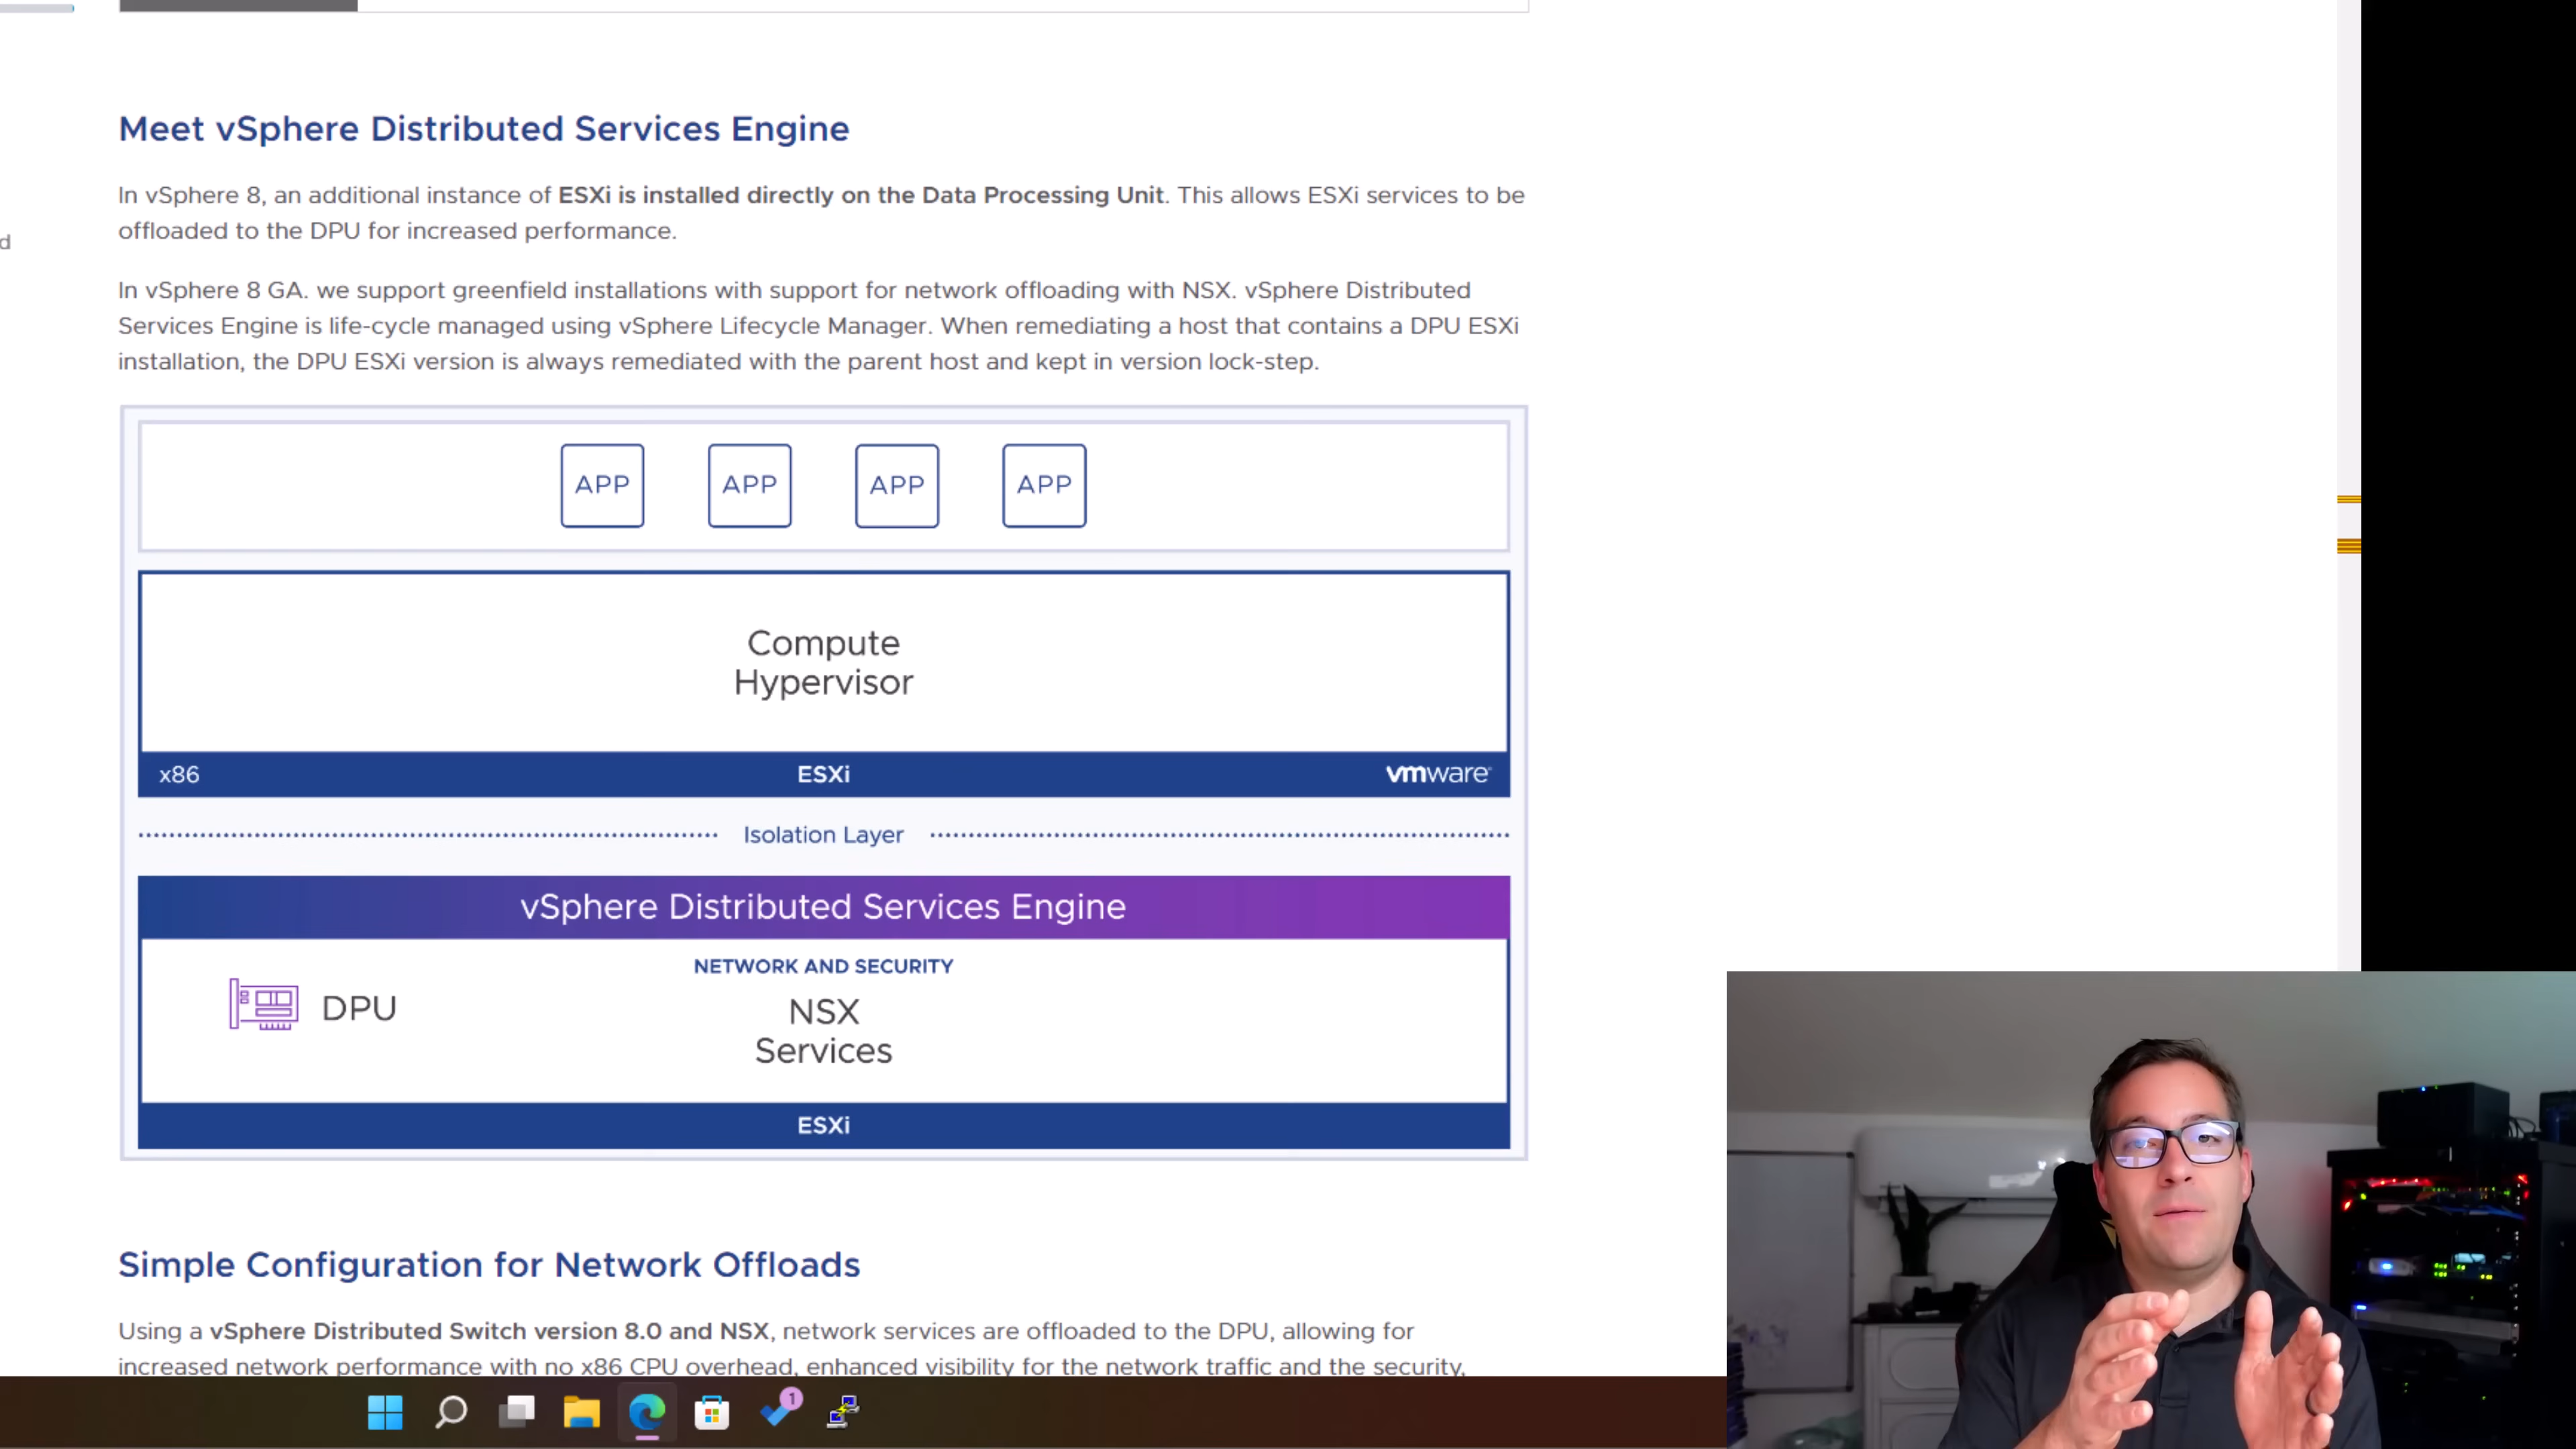 Meet vSphere Distributed Services Engine
In vSphere 8, an additional instance of ESXi is installed directly on the Data Processing Unit. This allows ESXi services to be
offloaded to the DPU for increased performance.
d
In vSphere 8 GA. we support greenfield installations with support for network offloading with NSX. vSphere Distributed
Services Engine is life-cycle managed using vSphere Lifecycle Manager. When remediating a host that contains a DPU ESXi
installation, the DPU ESXi version is always remediated with the parent host and kept in version lock-step.
APP APP APP APP
Compute
Hypervisor
x86 ESXi vmware
Isolation Layer
vSphere Distributed Services Engine
NETWORK AND SECURITY
DPU
NSX
Services
ESXi
Simple Configuration for Network Offloads
Using a vSphere Distributed Switch version 8.0 and NSX, network services are offloaded to the DPU, allowing for
increased network performance with no x86 CPU overhead, enhanced visibility for the network traffic and the security,
1